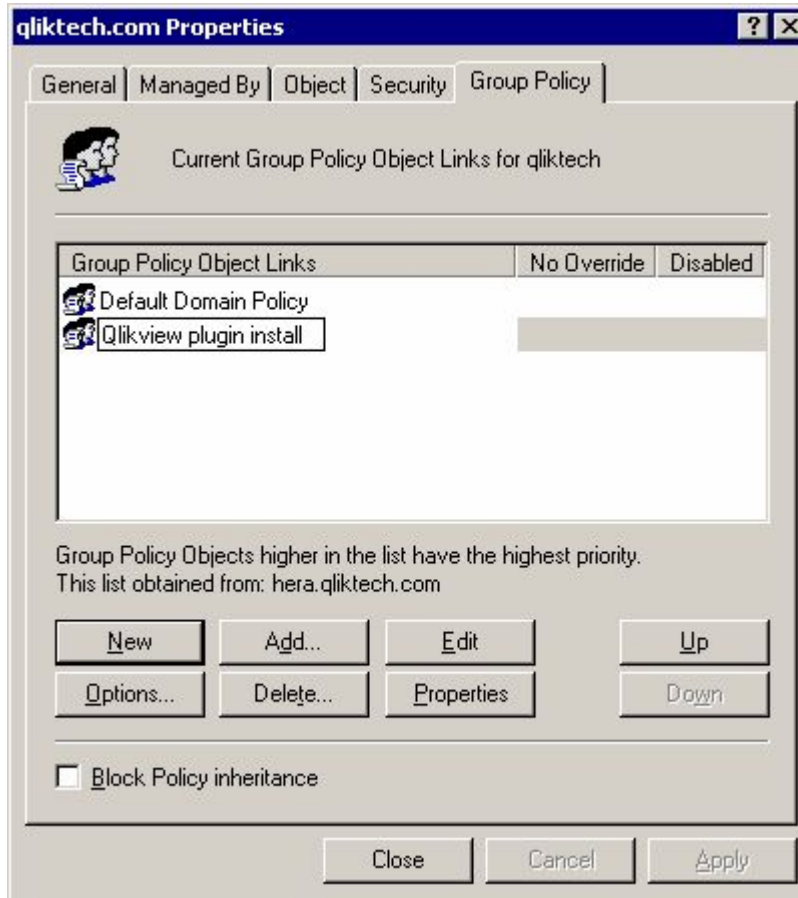 qliktech.com Properties
General Managed By Object Security Group Policy
Current Group Policy Object Links for qliktech
Group Policy Object Links No Override Disabled
Default Domain Policy
Qlikview plugin install
Group Policy Objects higher in the list have the highest priority.
This list obtained from: hera.qliktech.com
New Add... Edit Up
Options... Delete... Properties Down
Block Policy inheritance
Close Cancel Apply